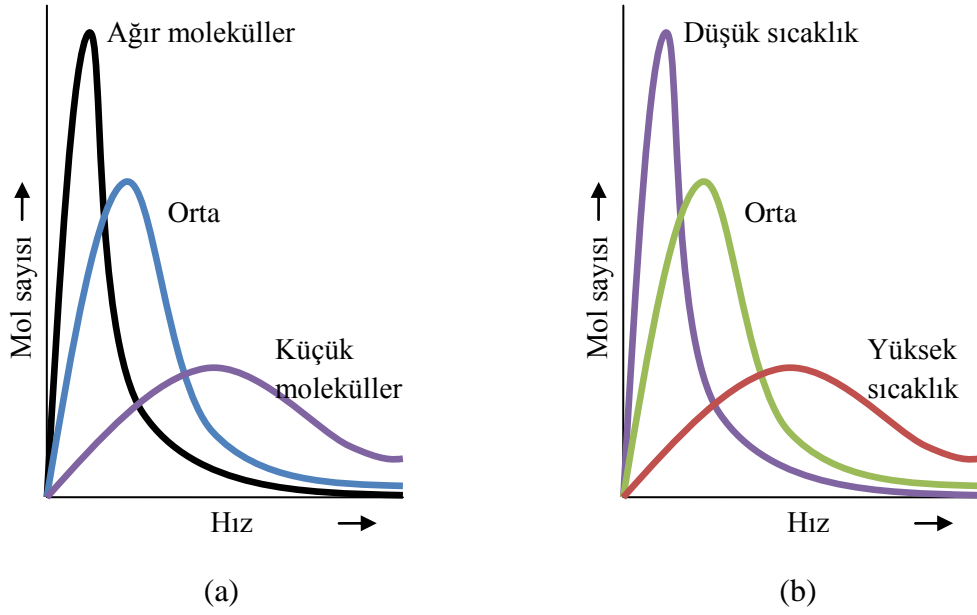 Ağır moleküller
Orta
Küçük
moleküller
Mol sayısı
Hız
(a)
Düşük sıcaklık
Orta
Yüksek
sıcaklık
Mol sayısı
Hız
(b)